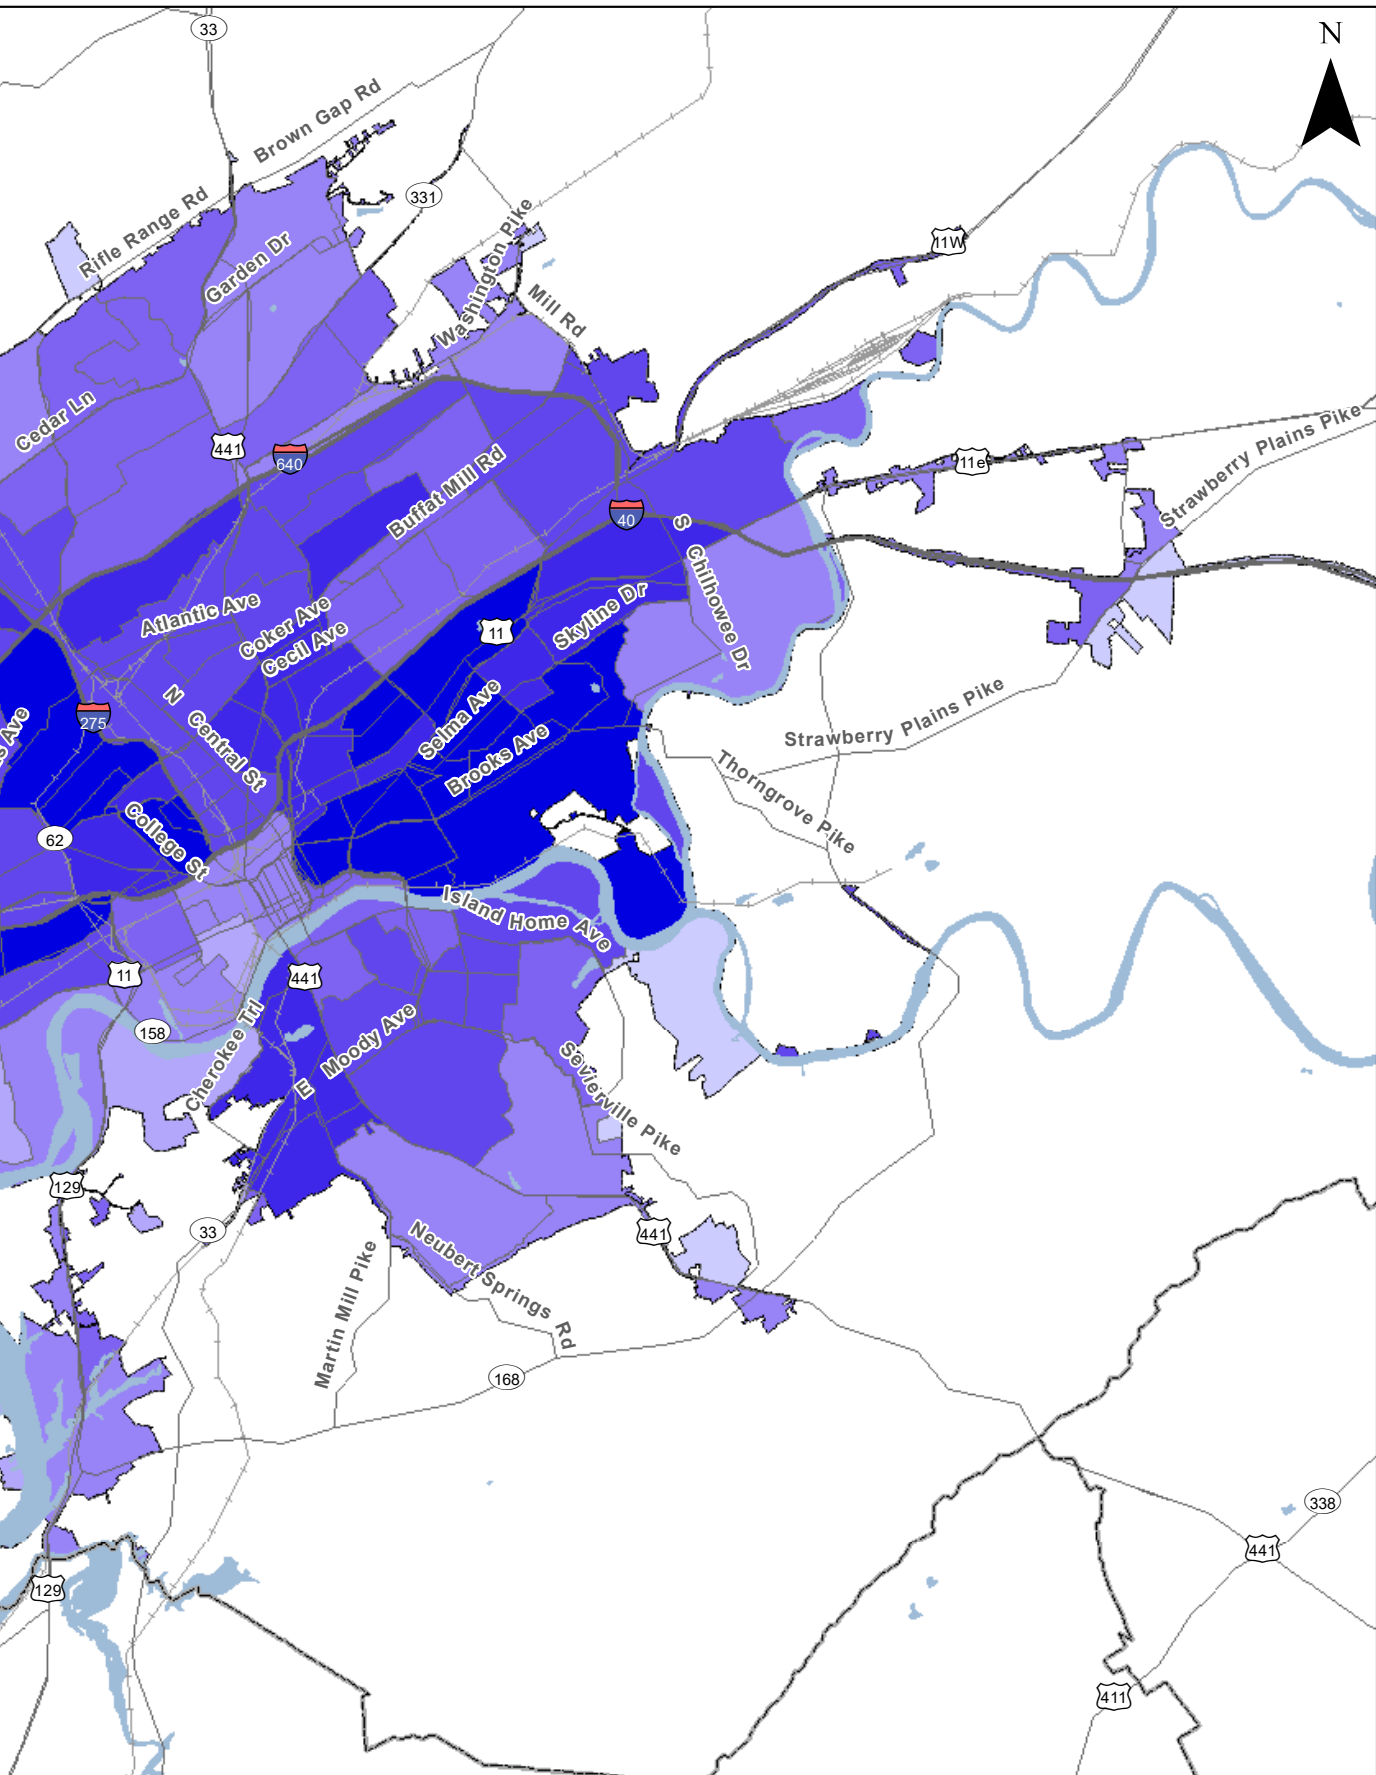 33
N
Brown Gap Rd
331
Rifle Range Rd
Washington Pike
11W
Garden Dr
Mill Rd
Cedar Ln
441
640
Strawberry Plains Pike
11e
Buffat Mill Rd
40
S Chilhowee Dr
Atlantic Ave
Coker Ave
Cecil Ave
11
Skyline Dr
N Central St
275
s Ave
Selma Ave
Brooks Ave
Strawberry Plains Pike
Thorngrove Pike
62
College St
Island Home Ave
11
441
158
Cherokee Trl
E Moody Ave
Sevierville Pike
129
33
441
Neubert Springs Rd
Martin Mill Pike
168
338
441
129
411